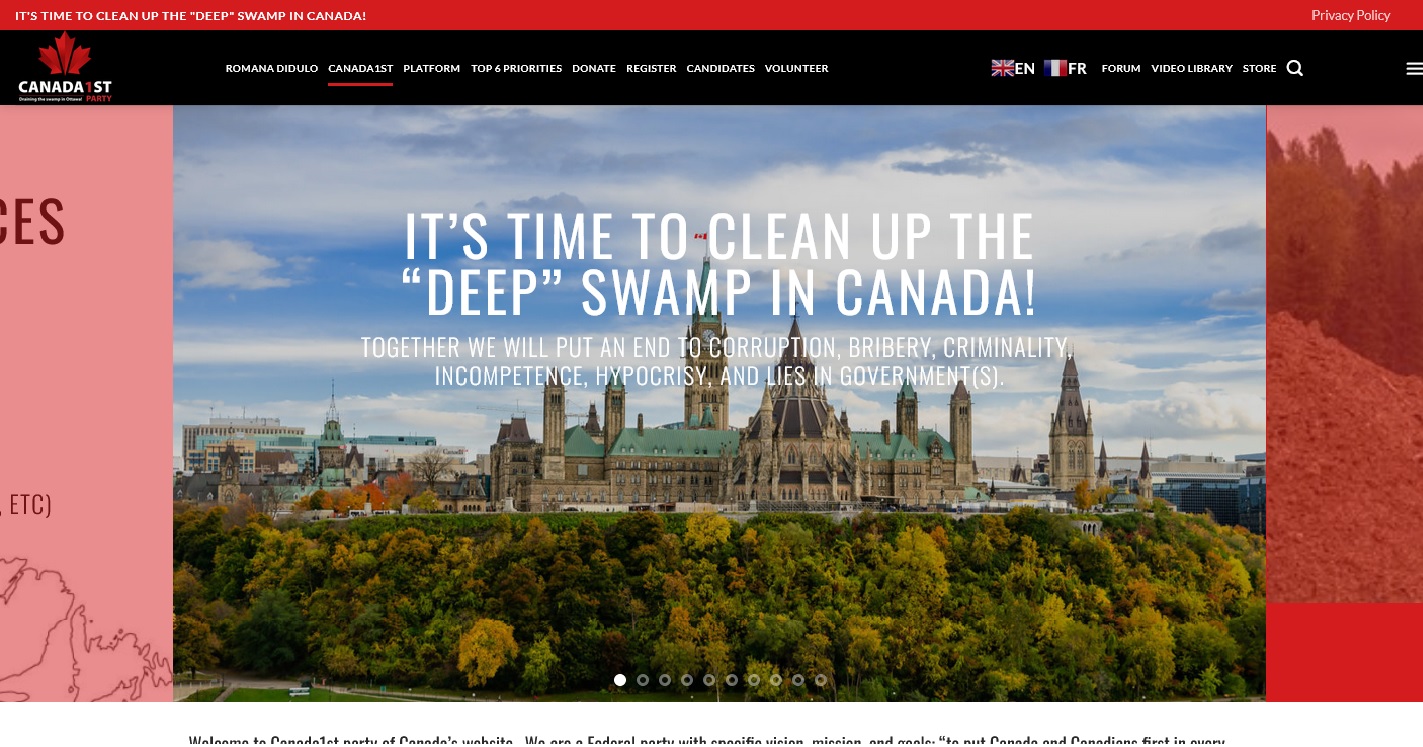 IT'S TIME TO CLEAN UP THE "DEEP" SWAMP IN CANADA!
Privacy Policy
CANADA1ST
Draining the swamp in Ottawa! PARTY
ROMANA DIDULO CANADA1ST PLATFORM TOP 6 PRIORITIES DONATE REGISTER CANDIDATES VOLUNTEER
EN FR FORUM VIDEO LIBRARY STORE
CES
, ETC)
IT’S TIME TO CLEAN UP THE
“DEEP” SWAMP IN CANADA!
TOGETHER WE WILL PUT AN END TO CORRUPTION, BRIBERY, CRIMINALITY,
INCOMPETENCE, HYPOCRISY, AND LIES IN GOVERNMENT(S).
Welcome to Canada1st party of Canada’s website. We are a Federal party with specific vision, mission, and goals: “to put Canada and Canadians first in every